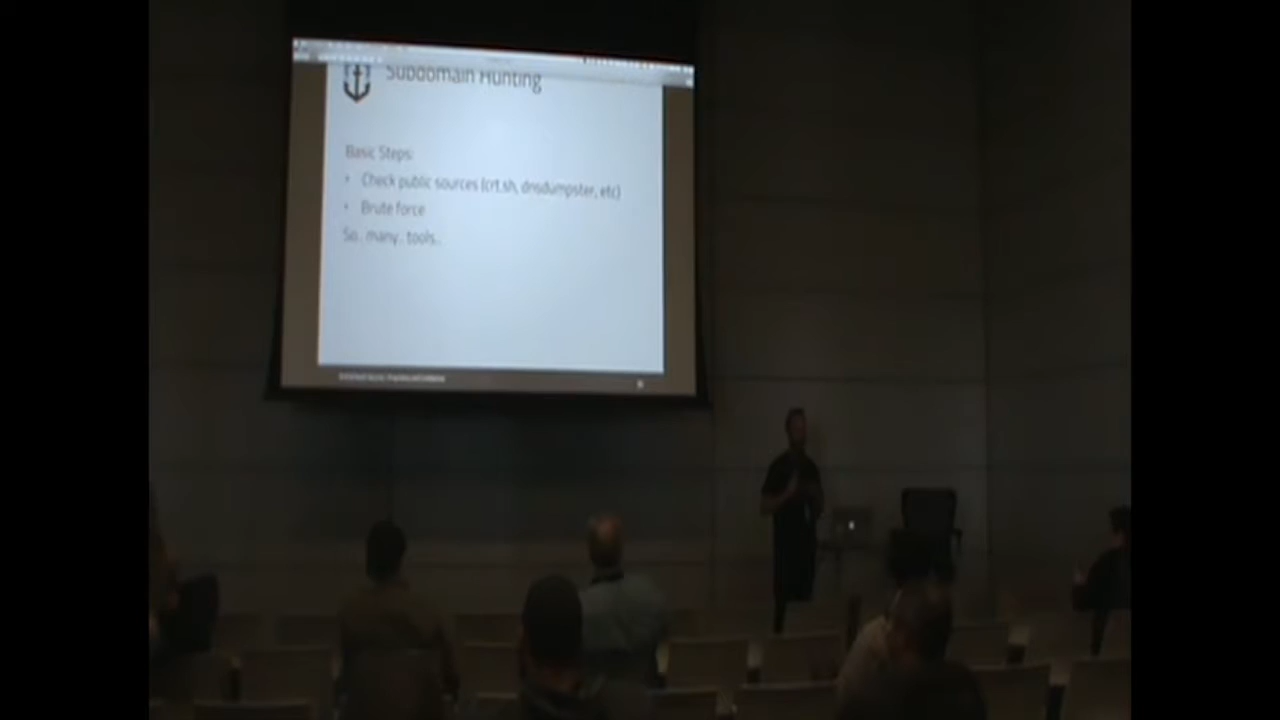 Subdomain Hunting
Basic Steps:
• Check public sources (crt.sh, dnsdumpster, etc)
• Brute force
So.. many.. tools..